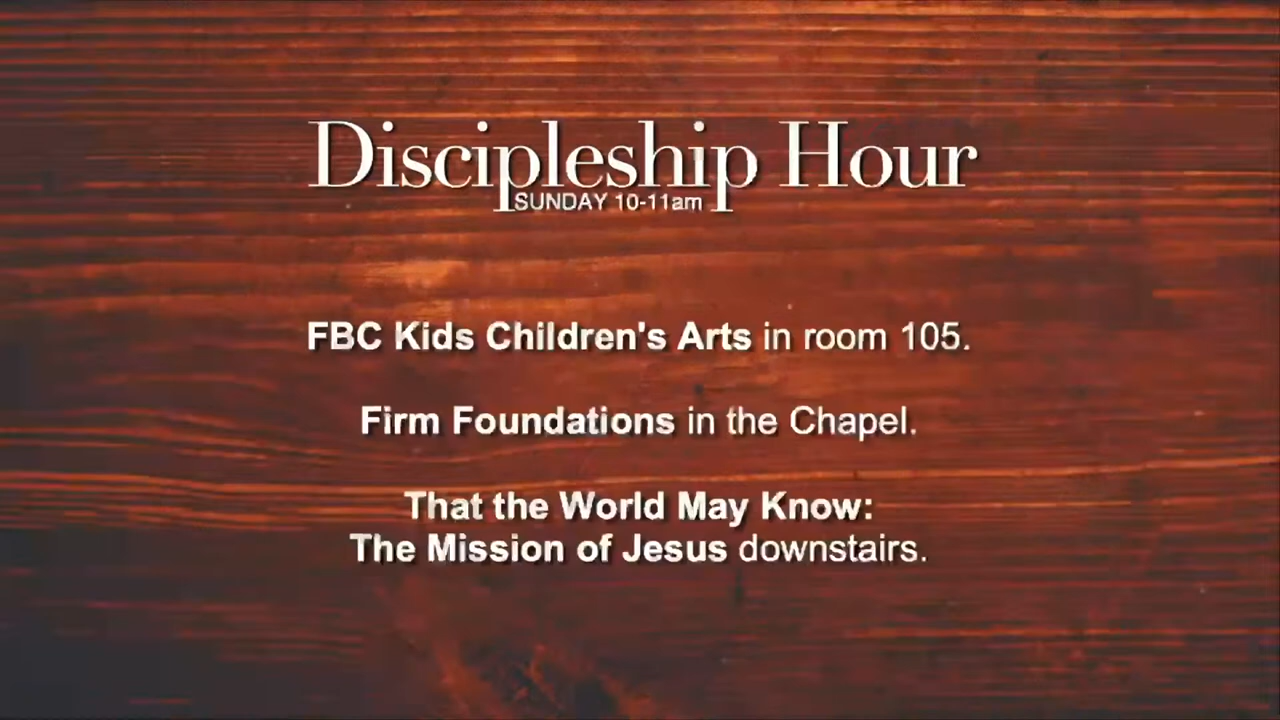 Discipleship Hour
SUNDAY 10-11am
FBC Kids Children's Arts in room 105.
Firm Foundations in the Chapel.
That the World May Know:
The Mission of Jesus downstairs.